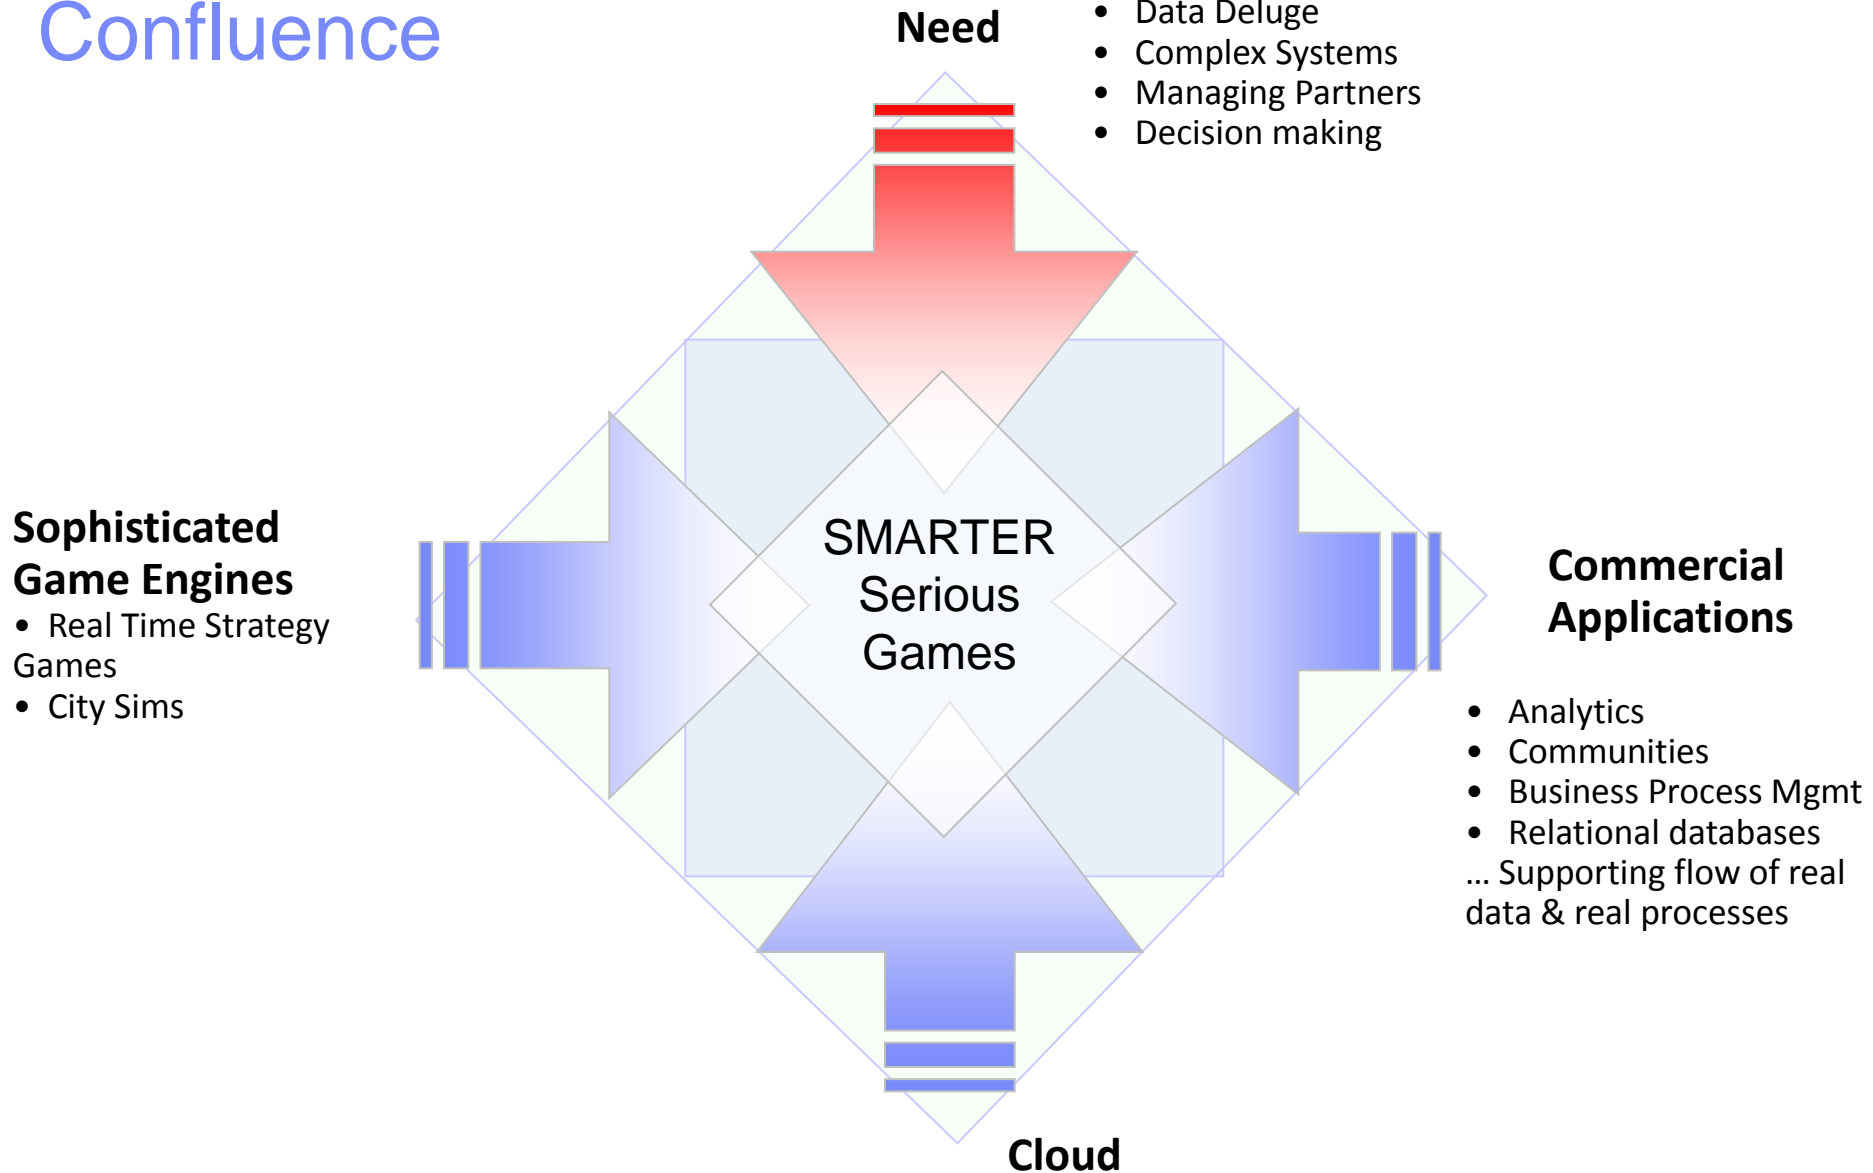 Confluence
Need
• Data Deluge
• Complex Systems
• Managing Partners
• Decision making
Sophisticated
Game Engines
• Real Time Strategy
Games
• City Sims
SMARTER
Serious
Games
Commercial
Applications
• Analytics
• Communities
• Business Process Mgmt
• Relational databases
… Supporting flow of real
data & real processes
Cloud